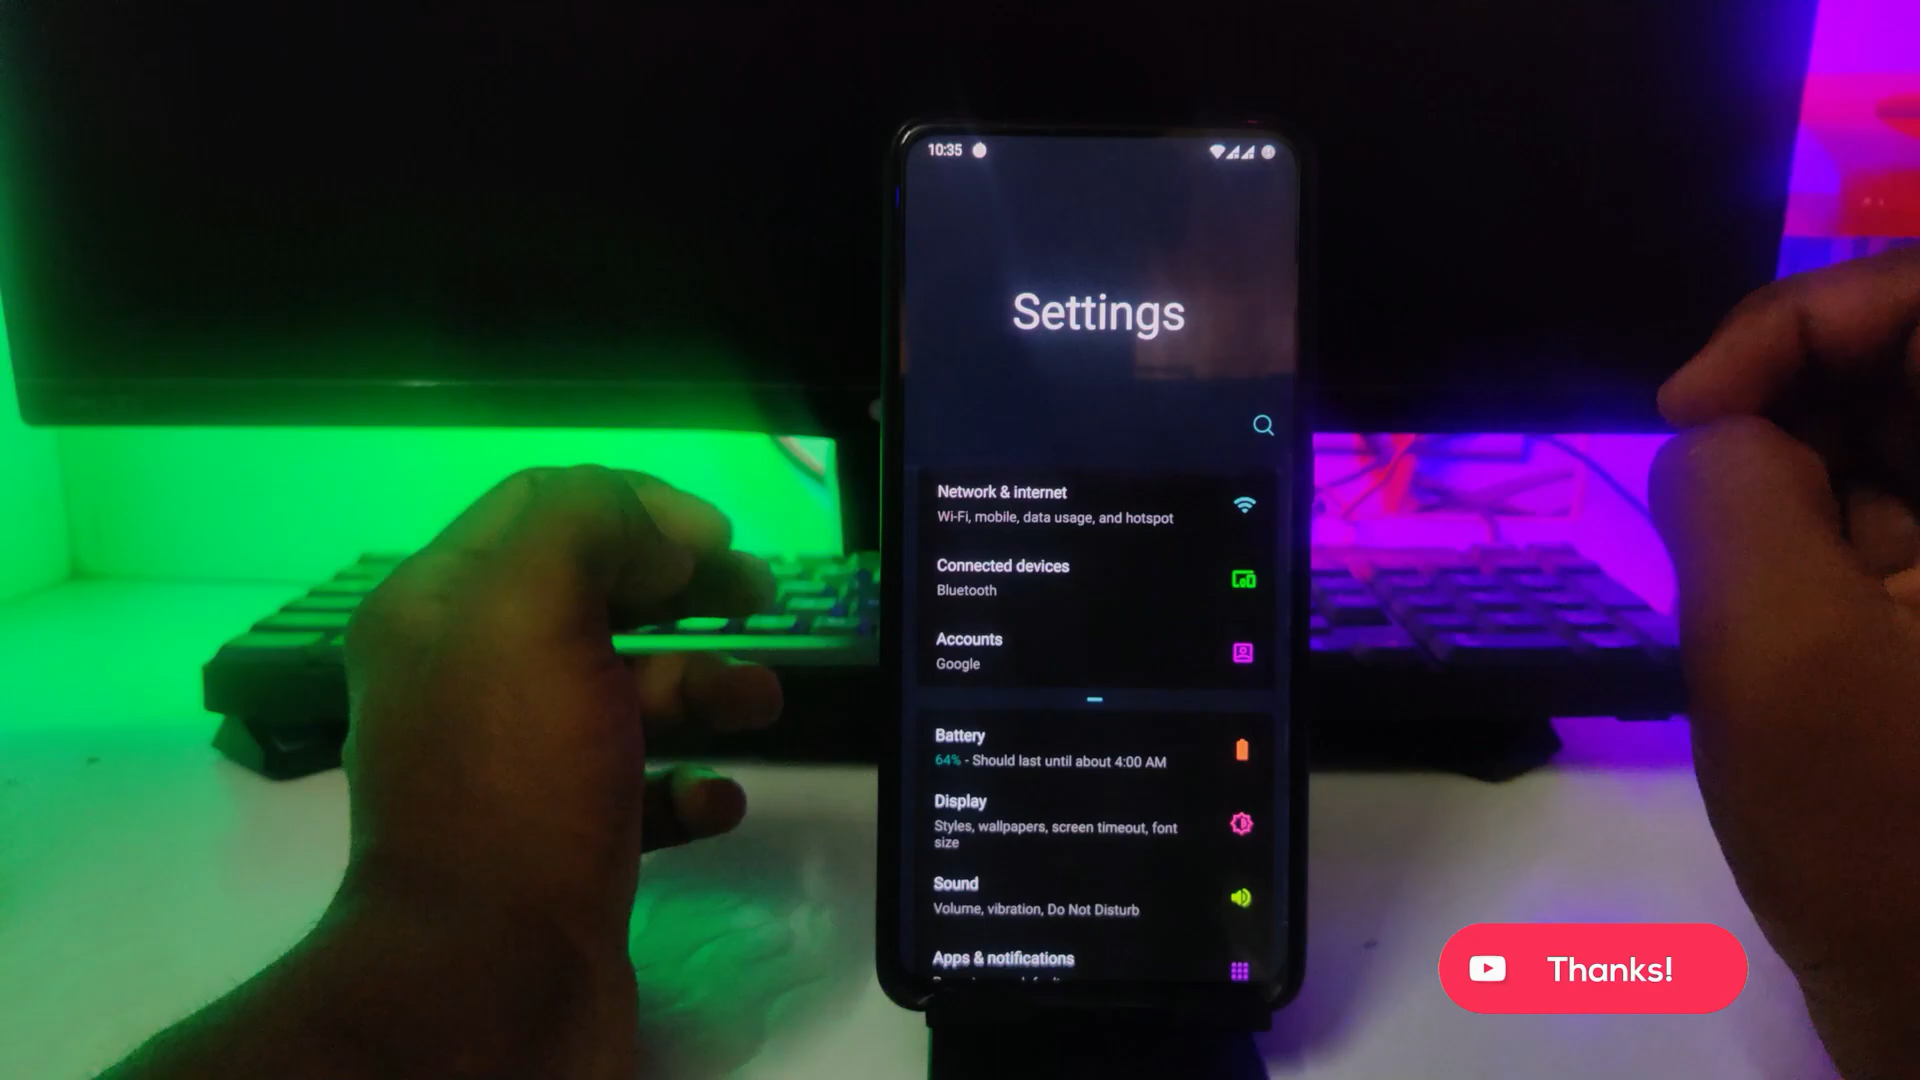 10:35
Settings
Network & internet
Wi-Fi, mobile, data usage, and hotspot
Connected devices
Bluetooth
Accounts
Google
Battery
64% - Should last until about 4:00 AM
Display
Styles, wallpapers, screen timeout, font
size
Sound
Volume, vibration, Do Not Disturb
Apps & notifications
Thanks!